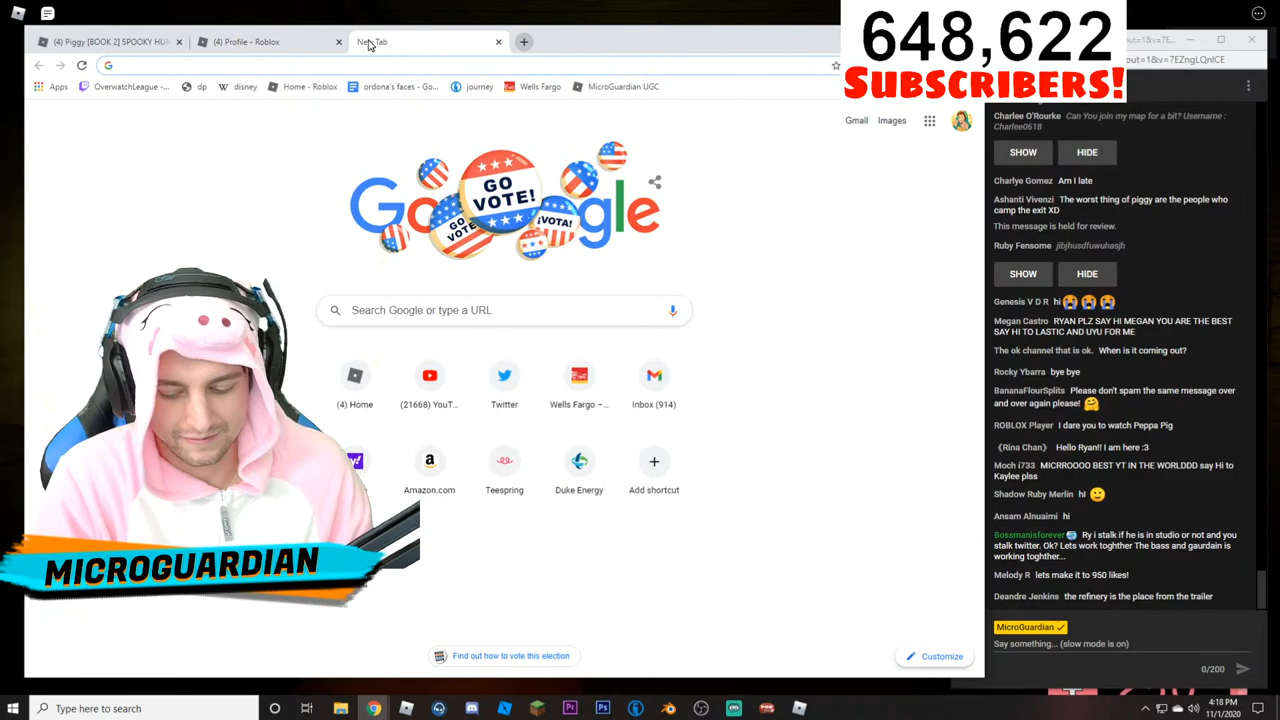 648,622
SUBSCRIBERS!
(4) Piggy [BOOK 2] SPOOKY HUN
(4) Profile - Roblox
New Tab
out=1&v=7EZngLQnICE
Apps
OverwatchLeague -...
dp
disney
Home - Roblox
ordona's faces - Go...
journey
Wells Fargo
MicroGuardian UGC
Gmail
Images
GO VOTE!
GO VOTE
¡VOTA!
Search Google or type a URL
(4) Home
(21668) YouT...
Twitter
Wells Fargo –...
Inbox (914)
Amazon.com
Teespring
Duke Energy
Add shortcut
Find out how to vote this election
Customize
MICROGUARDIAN
Charlee O'Rourke Can You join my map for a bit? Username :
Charlee0618
SHOW
HIDE
Charlye Gomez Am I late
Ashanti Vivenzi The worst thing of piggy are the people who
camp the exit XD
This message is held for review.
Ruby Fensome jibjhusdfuwuhasjh
SHOW
HIDE
Genesis V D R hi😭😭😭
Megan Castro RYAN PLZ SAY HI MEGAN YOU ARE THE BEST
SAY HI TO LASTIC AND UYU FOR ME
The ok channel that is ok. When is it coming out?
Rocky Ybarra bye bye
BananaFlourSplits Please don't spam the same message over
and over again please! 🤗
ROBLOX Player I dare you to watch Peppa Pig
《Rina Chan》 Hello Ryan!! I am here :3
Moch i733 MICRROOOO BEST YT IN THE WORLDDD say Hi to
Kaylee plss
Shadow Ruby Merlin hI 🙂
Ansam Alnuaimi hi
Bossmanisforever Ry i stalk if he is in studio or not and you
stalk twitter. Ok? Lets work toghther The bass and gaurdain is
working toghther...
Melody R lets make it to 950 likes!
Deandre Jenkins the refinery is the place from the trailer
MicroGuardian ✓
Say something... (slow mode is on)
0/200
Type here to search
4:18 PM
11/1/2020